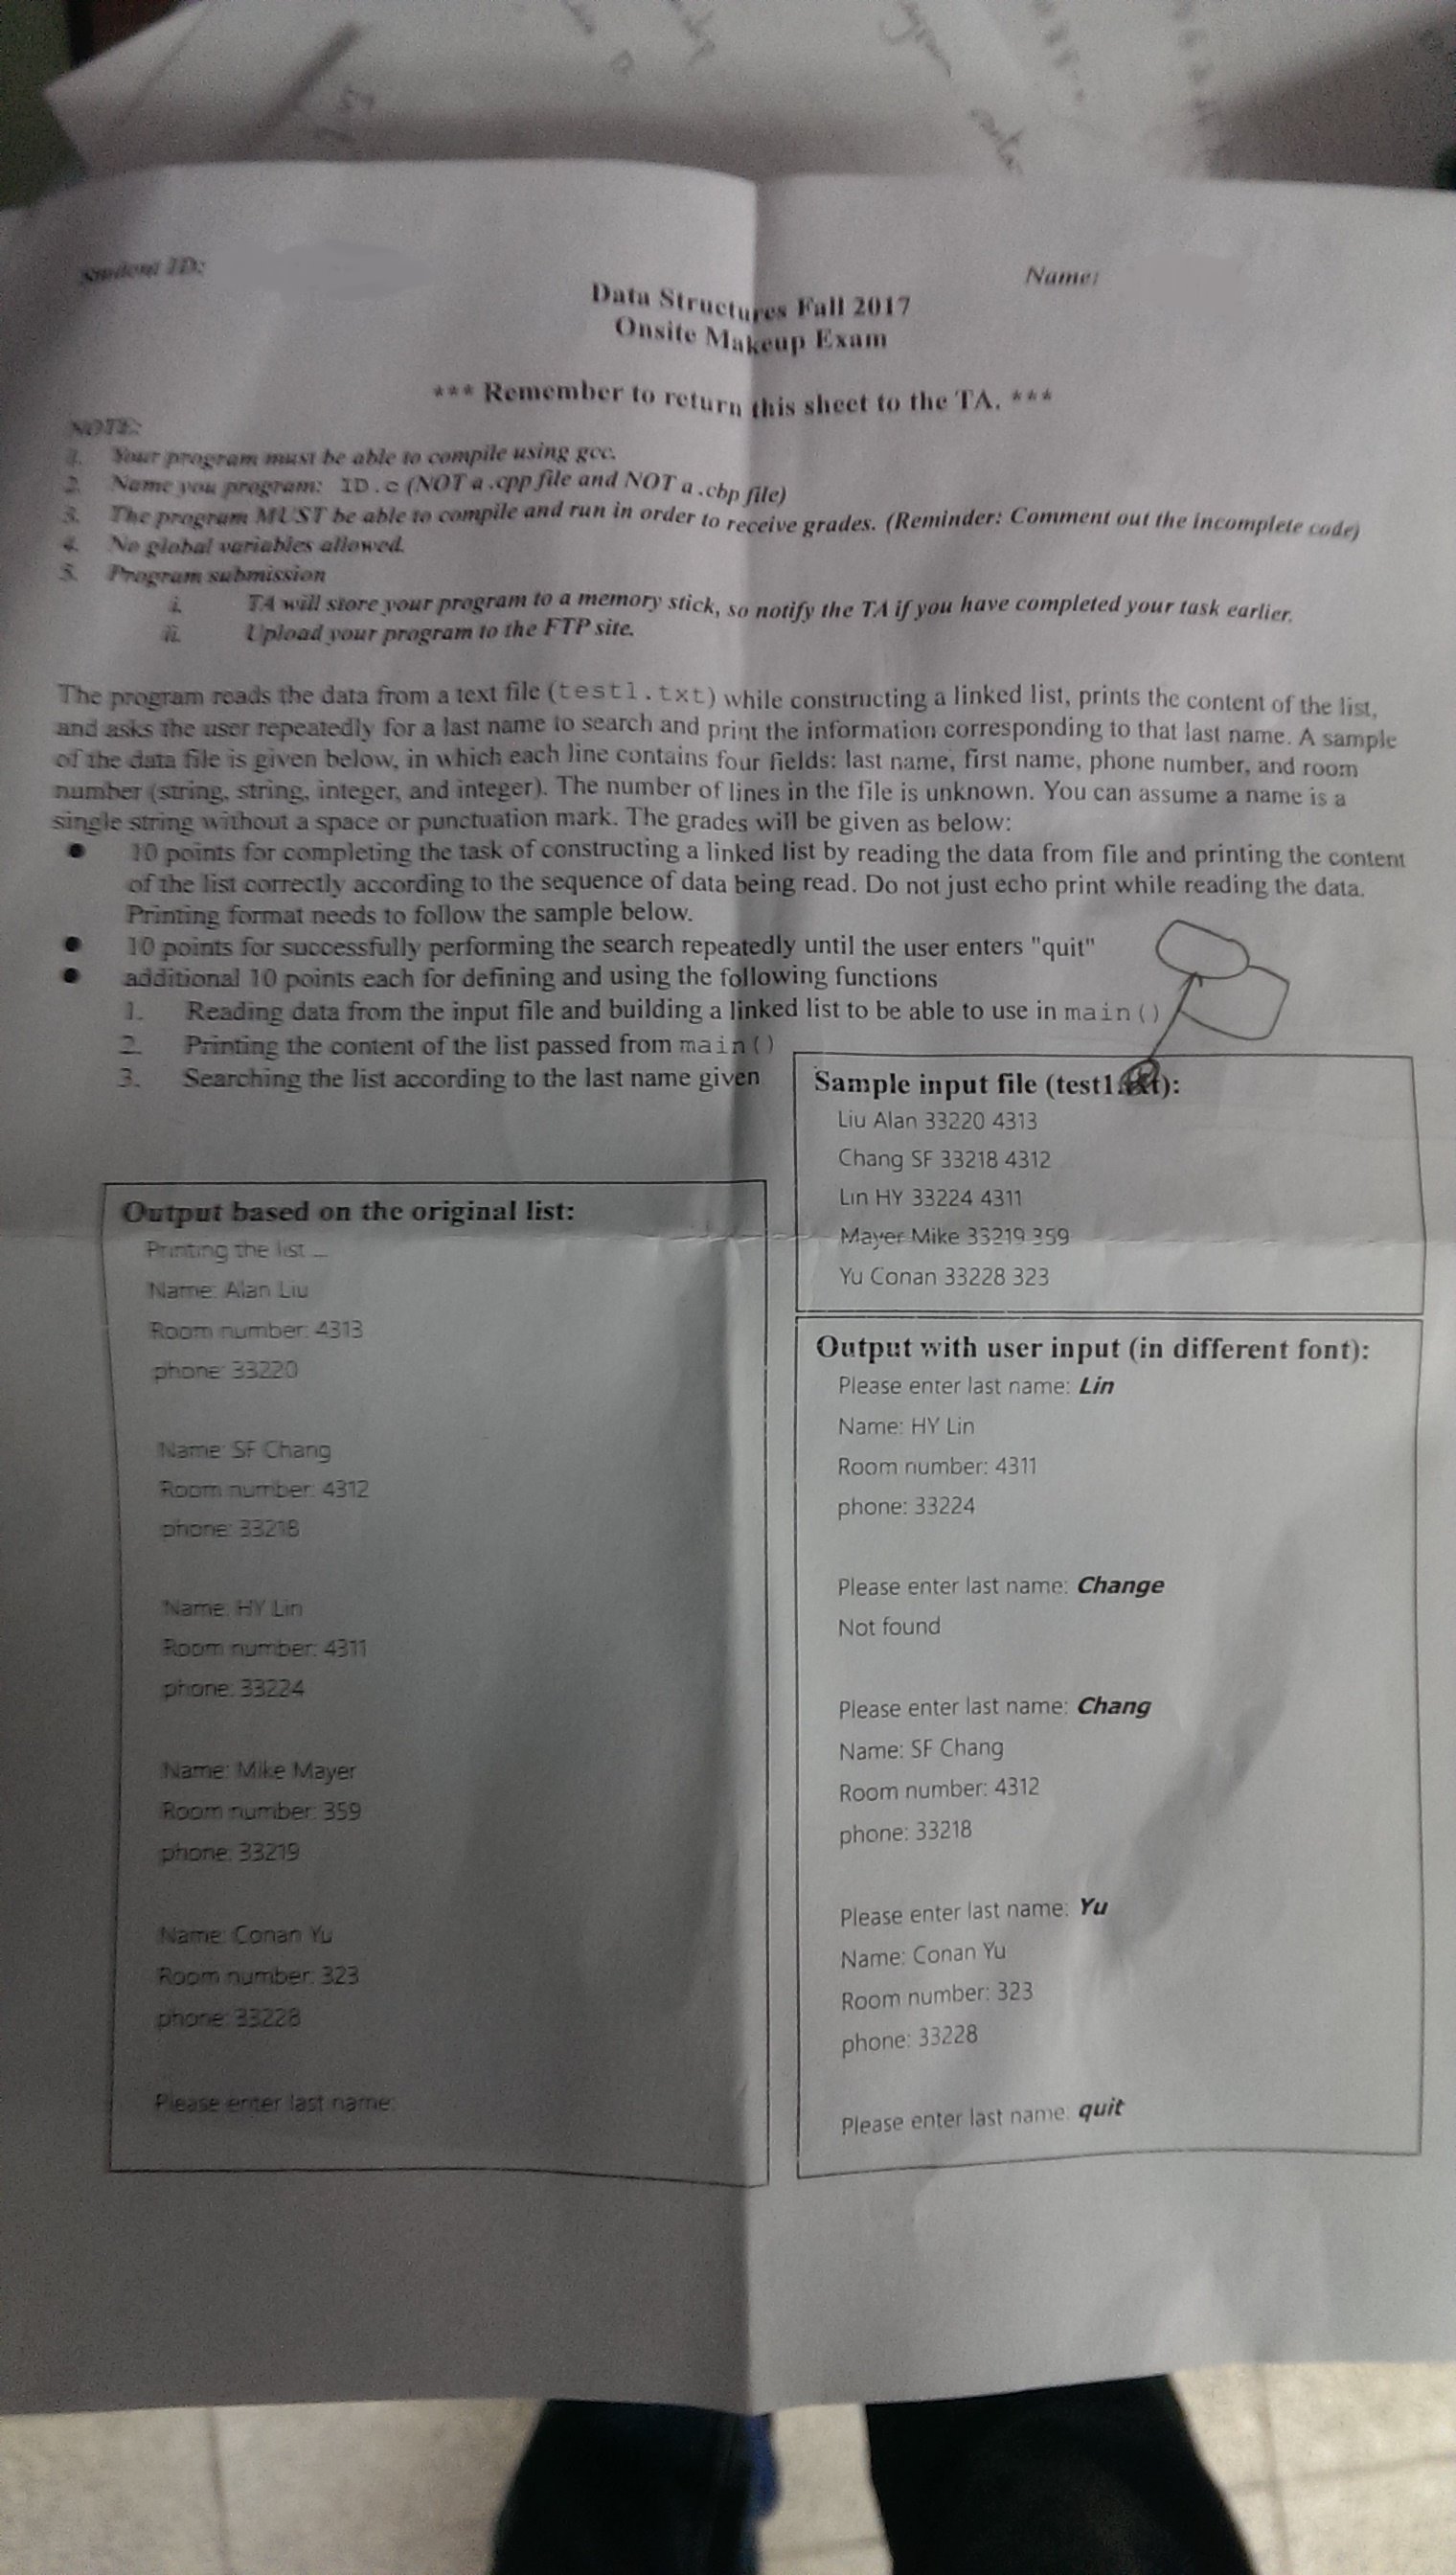 Student ID:
Name:
Data Structures Fall 2017
Onsite Makeup Exam
*** Remember to return this sheet to the TA. ***
NOTE:
1. Your program must be able to compile using gcc.
2. Name you program: ID.c (NOT a .cpp file and NOT a .cbp file)
3. The program MUST be able to compile and run in order to receive grades. (Reminder: Comment out the incomplete code)
4. No global variables allowed.
5. Program submission
i. TA will store your program to a memory stick, so notify the TA if you have completed your task earlier.
ii. Upload your program to the FTP site.
The program reads the data from a text file (test1.txt) while constructing a linked list, prints the content of the list,
and asks the user repeatedly for a last name to search and print the information corresponding to that last name. A sample
of the data file is given below, in which each line contains four fields: last name, first name, phone number, and room
number (string, string, integer, and integer). The number of lines in the file is unknown. You can assume a name is a
single string without a space or punctuation mark. The grades will be given as below:
● 10 points for completing the task of constructing a linked list by reading the data from file and printing the content
of the list correctly according to the sequence of data being read. Do not just echo print while reading the data.
Printing format needs to follow the sample below.
● 10 points for successfully performing the search repeatedly until the user enters "quit"
● additional 10 points each for defining and using the following functions
1. Reading data from the input file and building a linked list to be able to use in main()
2. Printing the content of the list passed from main()
3. Searching the list according to the last name given
Sample input file (test1.txt):
Liu Alan 33220 4313
Chang SF 33218 4312
Lin HY 33224 4311
Mayer Mike 33219 359
Yu Conan 33228 323
Output based on the original list:
Printing the list ...
Name: Alan Liu
Room number: 4313
phone: 33220
Name: SF Chang
Room number: 4312
phone: 33218
Name: HY Lin
Room number: 4311
phone: 33224
Name: Mike Mayer
Room number: 359
phone: 33219
Name: Conan Yu
Room number: 323
phone: 33228
Please enter last name:
Output with user input (in different font):
Please enter last name: Lin
Name: HY Lin
Room number: 4311
phone: 33224
Please enter last name: Change
Not found
Please enter last name: Chang
Name: SF Chang
Room number: 4312
phone: 33218
Please enter last name: Yu
Name: Conan Yu
Room number: 323
phone: 33228
Please enter last name: quit